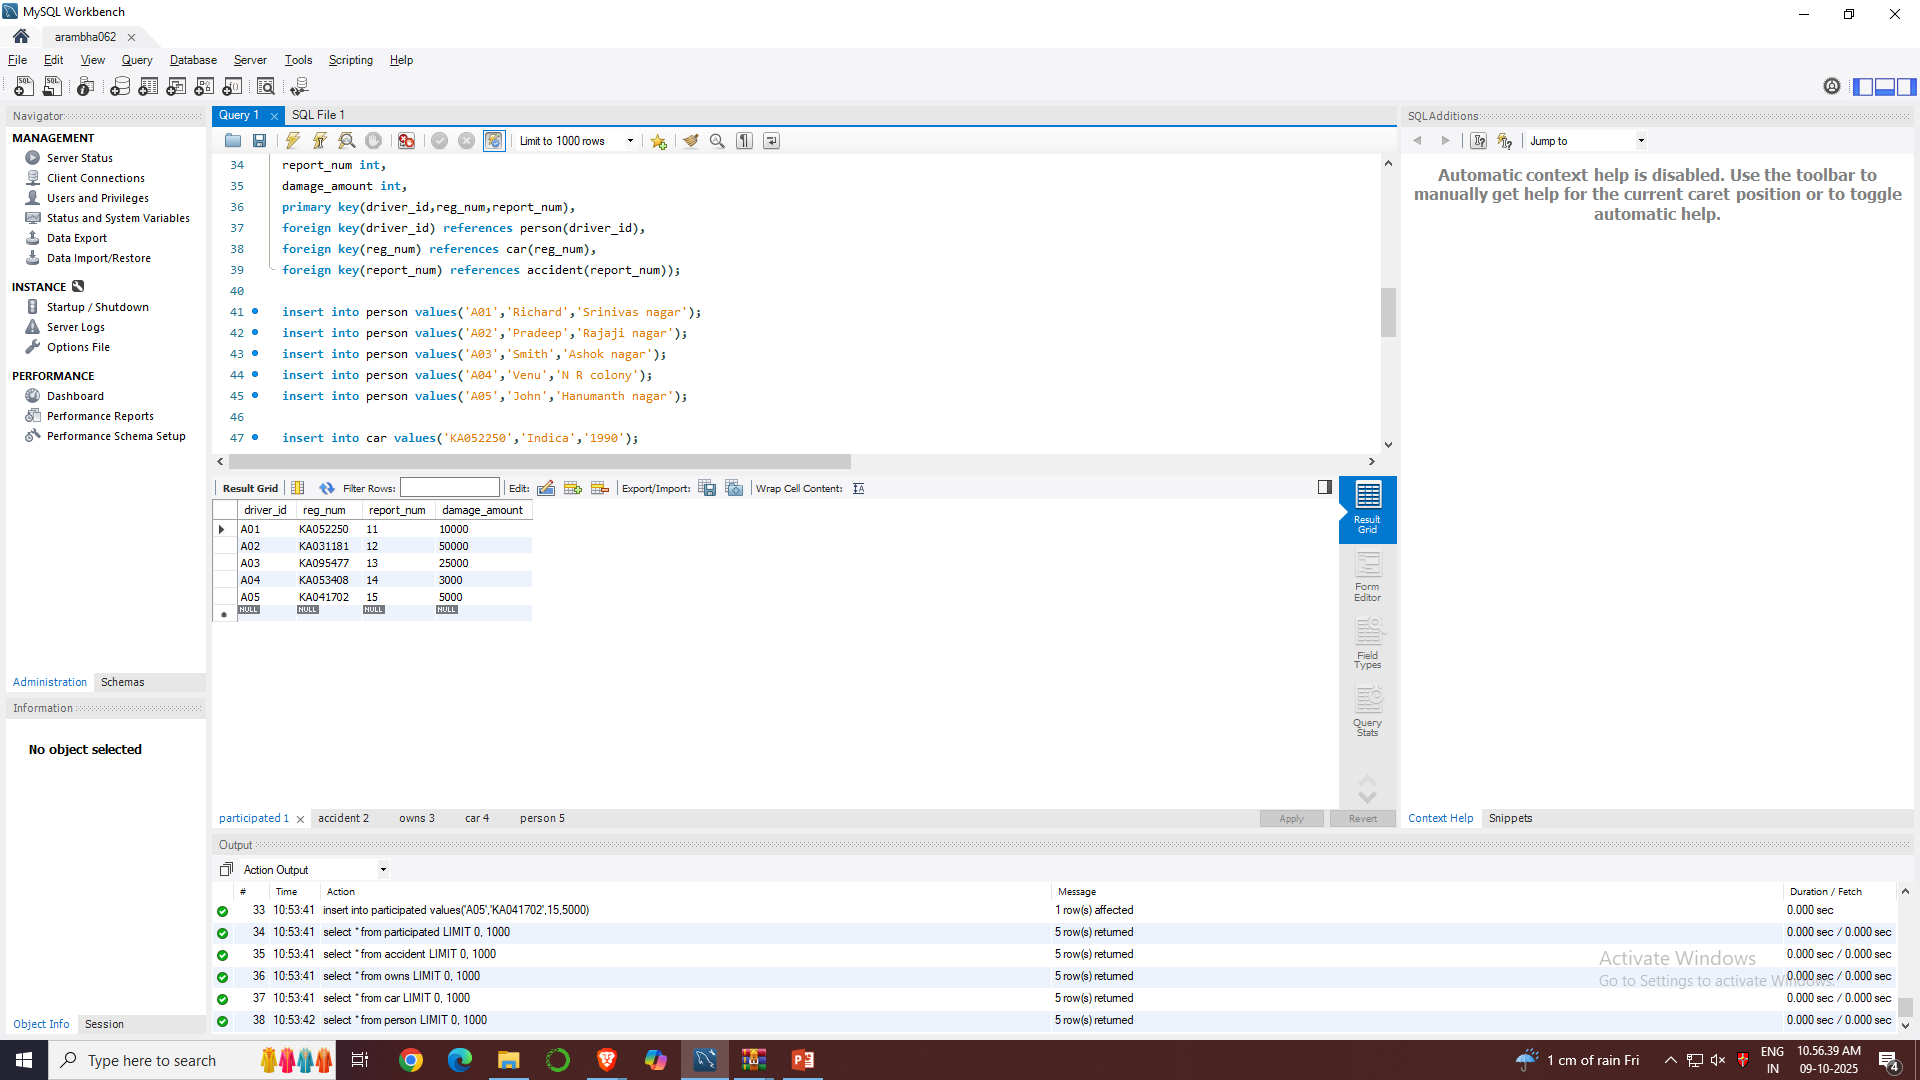 MySQL Workbench
arambha062
File Edit View Query Database Server Tools Scripting Help
Navigator
MANAGEMENT
Server Status
Client Connections
Users and Privileges
Status and System Variables
Data Export
Data Import/Restore
INSTANCE
Startup / Shutdown
Server Logs
Options File
PERFORMANCE
Dashboard
Performance Reports
Performance Schema Setup
Administration Schemas
Information
No object selected
Object Info Session
Query 1 SQL File 1
Limit to 1000 rows
34 report_num int,
35 damage_amount int,
36 primary key(driver_id,reg_num,report_num),
37 foreign key(driver_id) references person(driver_id),
38 foreign key(reg_num) references car(reg_num),
39 foreign key(report_num) references accident(report_num));
40
41 insert into person values('A01','Richard','Srinivas nagar');
42 insert into person values('A02','Pradeep','Rajaji nagar');
43 insert into person values('A03','Smith','Ashok nagar');
44 insert into person values('A04','Venu','N R colony');
45 insert into person values('A05','John','Hanumanth nagar');
46
47 insert into car values('KA052250','Indica','1990');
Result Grid Filter Rows: Edit: Export/Import: Wrap Cell Content:
driver_id reg_num report_num damage_amount
A01 KA052250 11 10000
A02 KA031181 12 50000
A03 KA095477 13 25000
A04 KA053408 14 3000
A05 KA041702 15 5000
NULL NULL NULL NULL
Result
Grid
Form
Editor
Field
Types
Query
Stats
participated 1 accident 2 owns 3 car 4 person 5 Apply Revert
SQLAdditions
Jump to
Automatic context help is disabled. Use the toolbar to
manually get help for the current caret position or to toggle
automatic help.
Context Help Snippets
Output
Action Output
# Time Action Message Duration / Fetch
33 10:53:41 insert into participated values('A05','KA041702',15,5000) 1 row(s) affected 0.000 sec
34 10:53:41 select * from participated LIMIT 0, 1000 5 row(s) returned 0.000 sec / 0.000 sec
35 10:53:41 select * from accident LIMIT 0, 1000 5 row(s) returned 0.000 sec / 0.000 sec
36 10:53:41 select * from owns LIMIT 0, 1000 5 row(s) returned 0.000 sec / 0.000 sec
37 10:53:41 select * from car LIMIT 0, 1000 5 row(s) returned 0.000 sec / 0.000 sec
38 10:53:42 select * from person LIMIT 0, 1000 5 row(s) returned 0.000 sec / 0.000 sec
Activate Windows
Go to Settings to activate Windows.
Type here to search
1 cm of rain Fri
ENG
IN
10.56.39 AM
09-10-2025
4